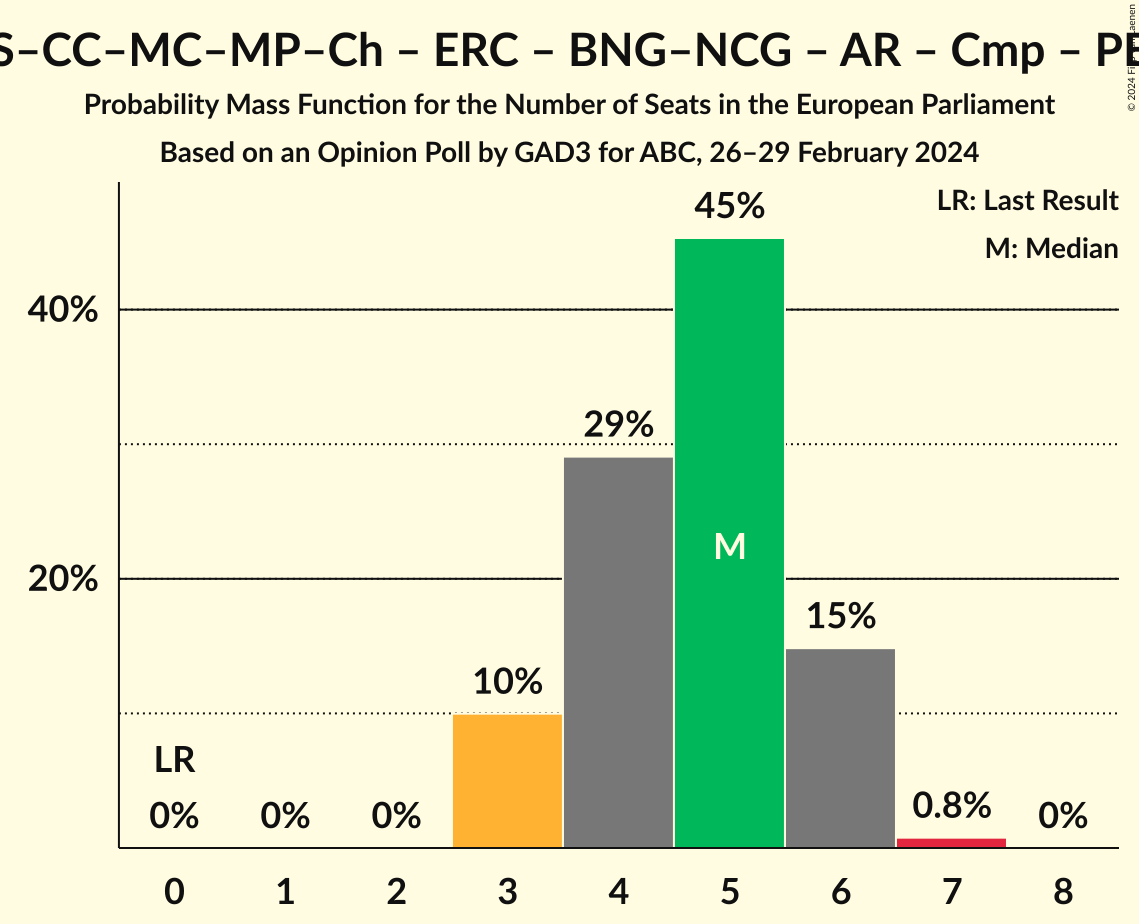 S–CC–MC–MP–Ch – ERC – BNG–NCG – AR – Cmp –
Probability Mass Function for the Number of Seats in the European Parliament
Based on an Opinion Poll by GAD3 for ABC, 26–29 February 2024
© 2024
LR: Last Result
M: Median
45%
40%
29%
M
20%
15%
10%
LR
0% 0% 0% 0.8% 0%
0 1 2 3 4 5 6 7 8